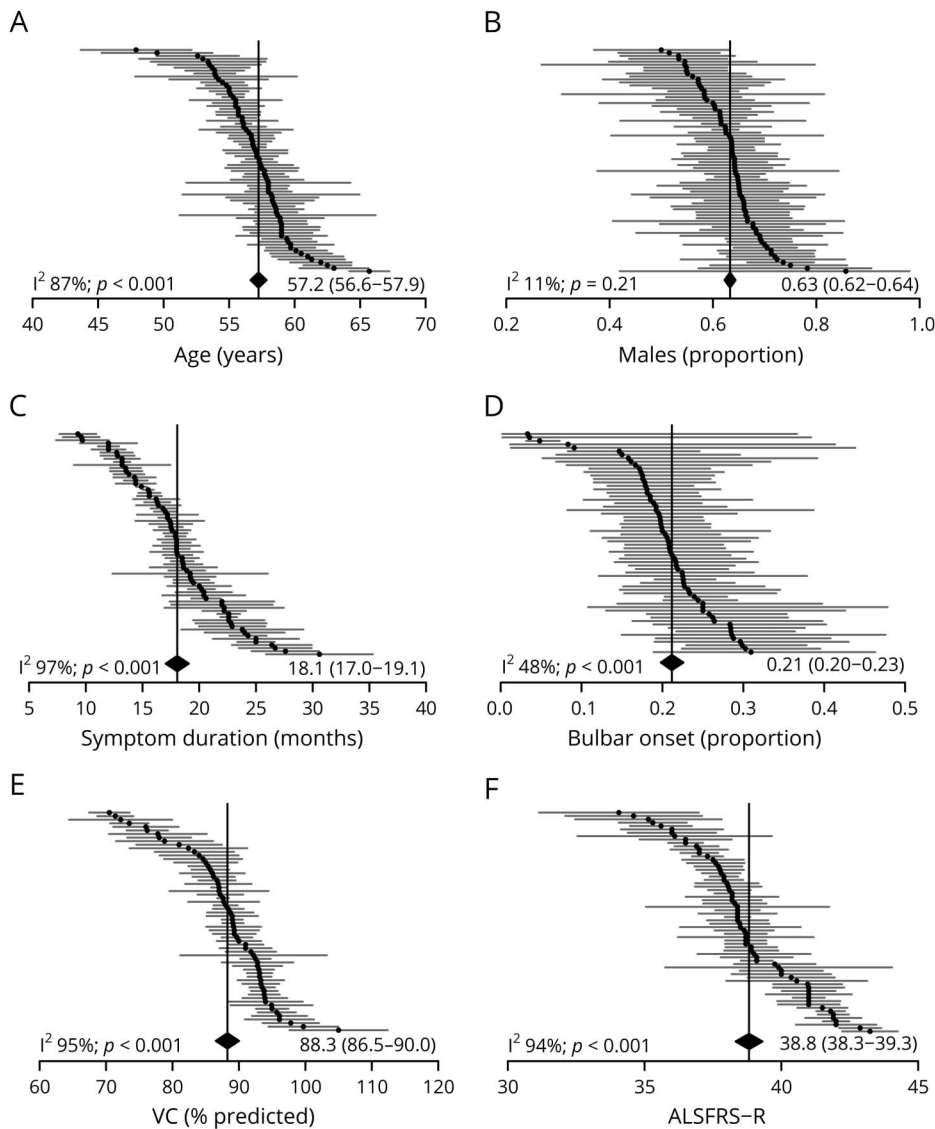 A
I² 87%; p < 0.001
57.2 (56.6−57.9)
40 45 50 55 60 65 70
Age (years)
B
I² 11%; p = 0.21
0.63 (0.62−0.64)
0.2 0.4 0.6 0.8 1.0
Males (proportion)
C
I² 97%; p < 0.001
18.1 (17.0−19.1)
5 10 15 20 25 30 35 40
Symptom duration (months)
D
I² 48%; p < 0.001
0.21 (0.20−0.23)
0.0 0.1 0.2 0.3 0.4 0.5
Bulbar onset (proportion)
E
I² 95%; p < 0.001
88.3 (86.5−90.0)
60 70 80 90 100 110 120
VC (% predicted)
F
I² 94%; p < 0.001
38.8 (38.3−39.3)
30 35 40 45
ALSFRS−R